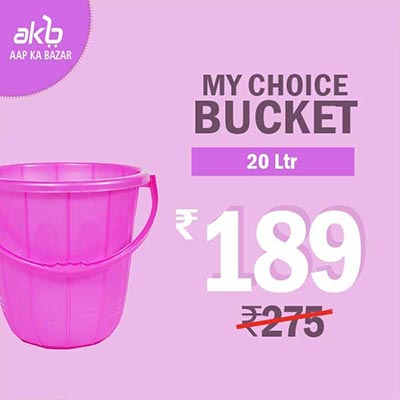 akb
AAP KA BAZAR
MY CHOICE
BUCKET
20 Ltr
₹189
₹275